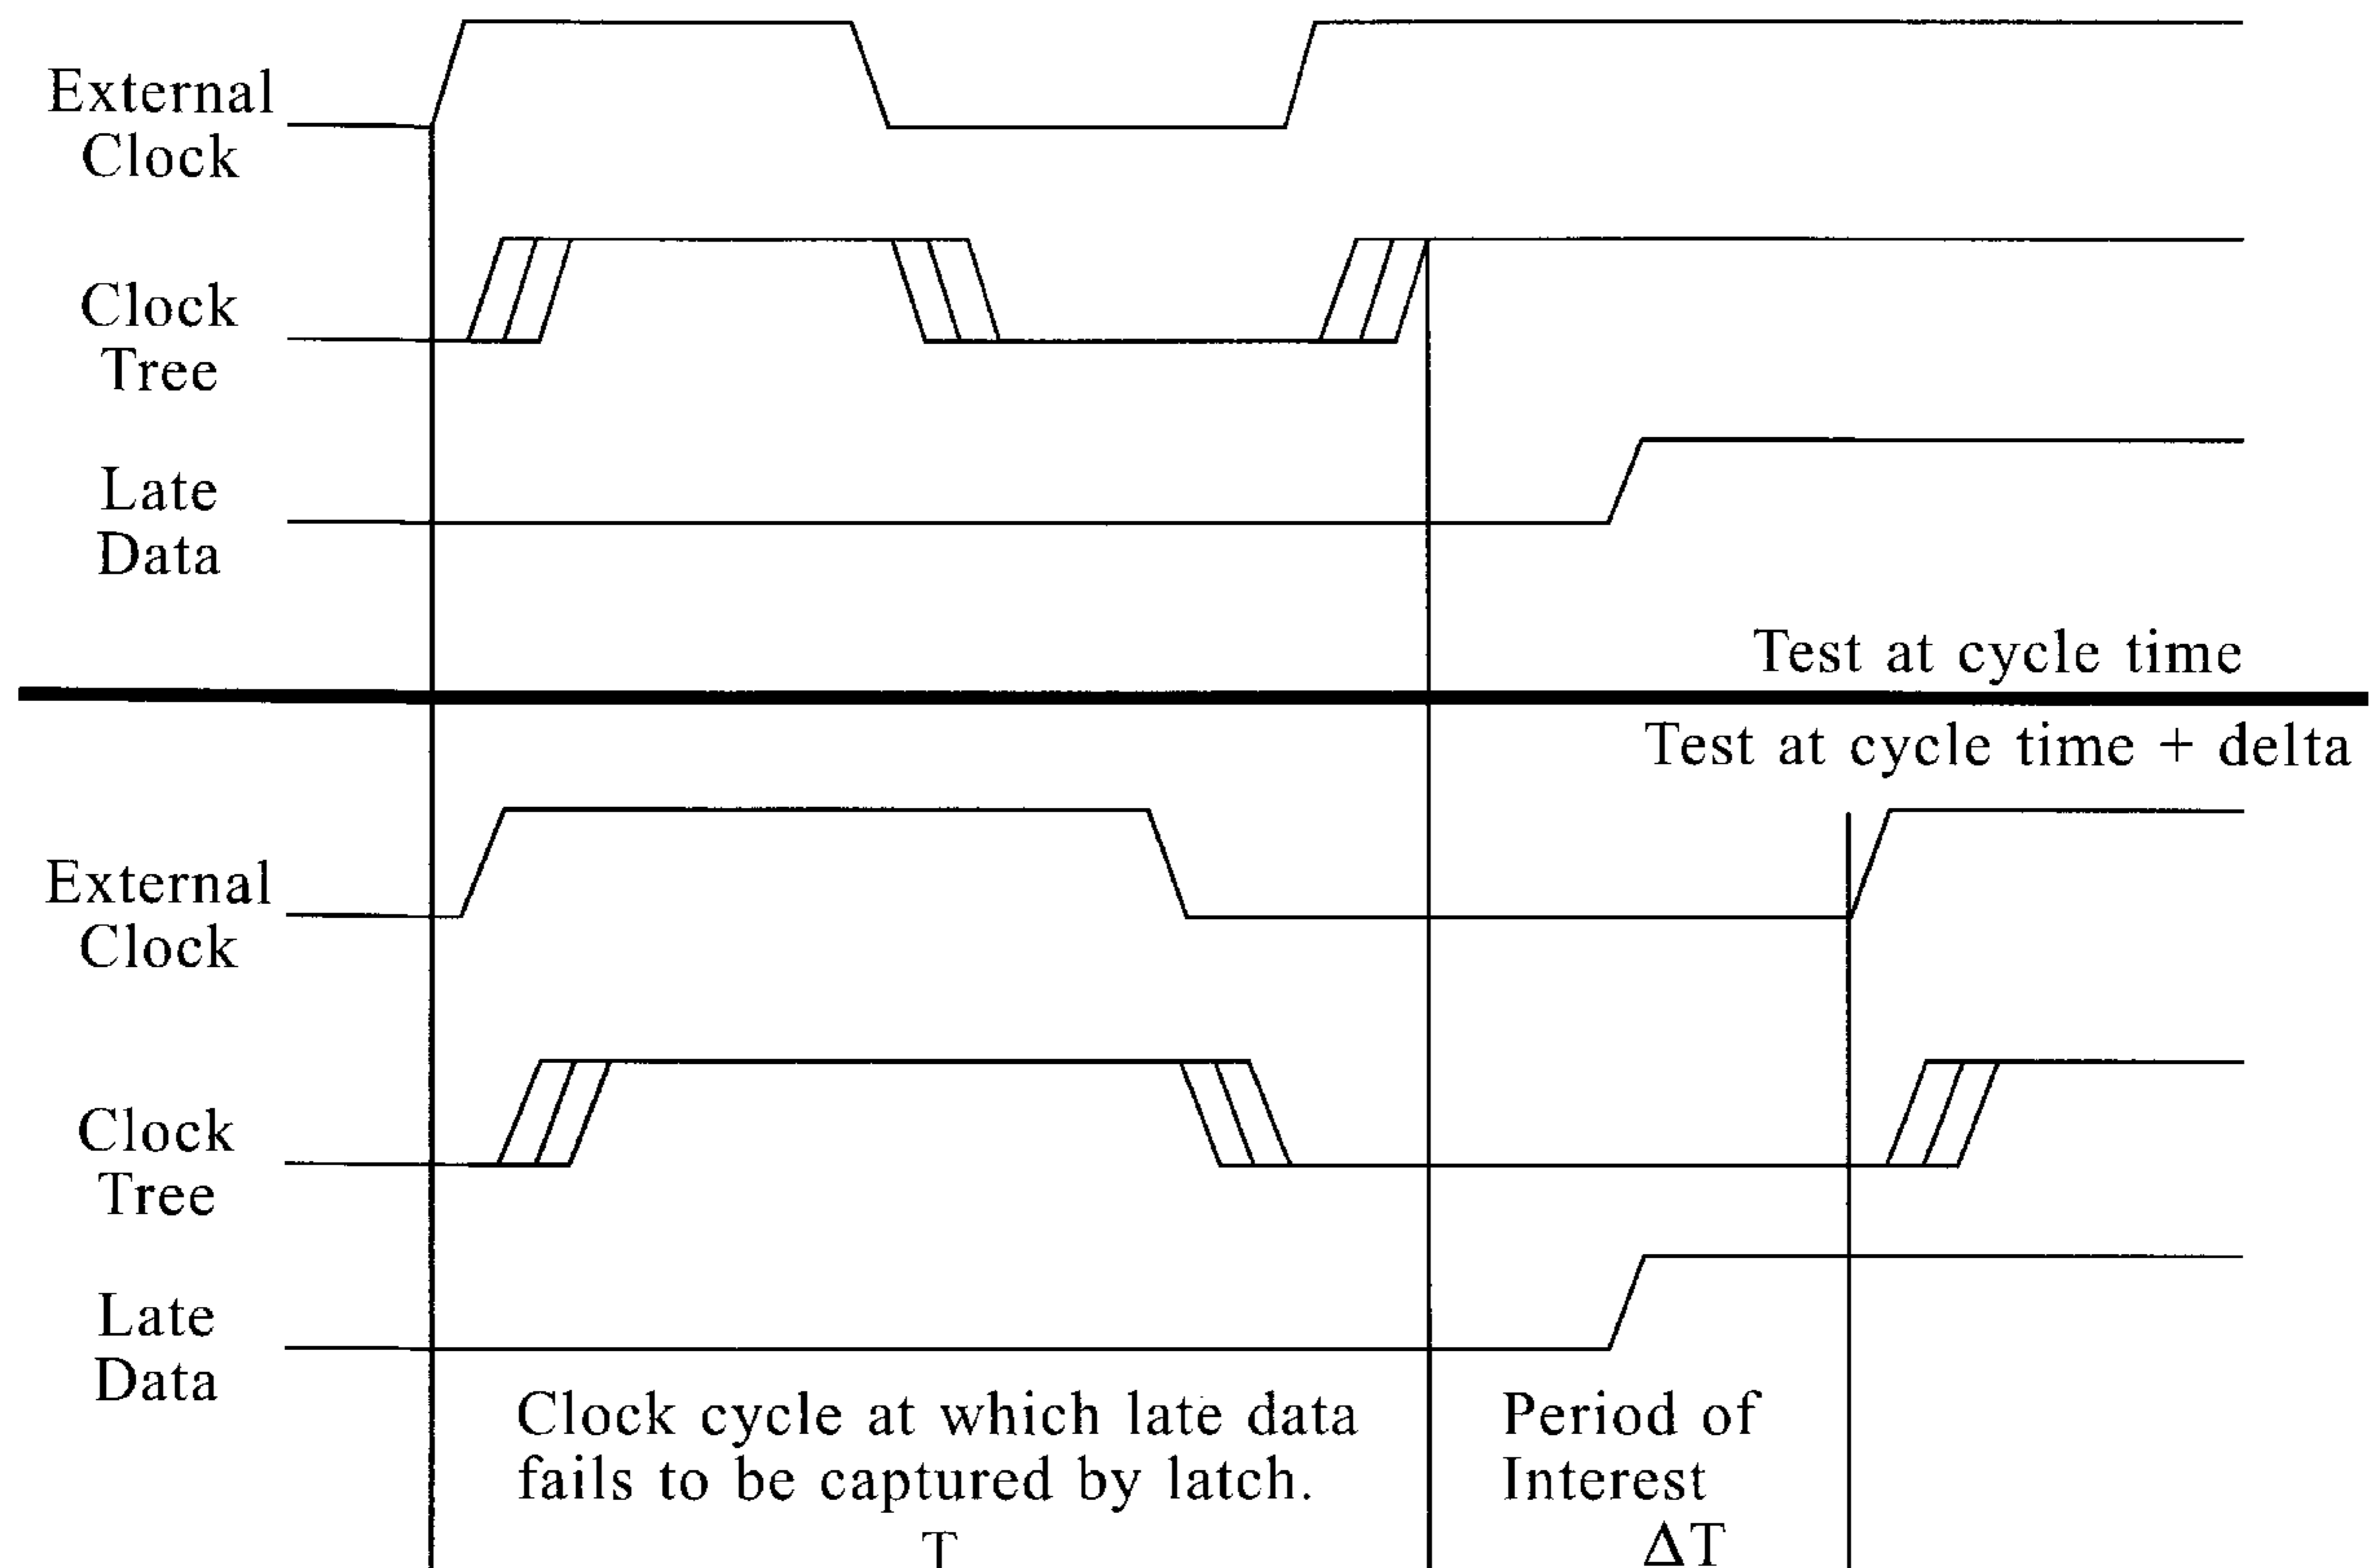 External
Clock
Clock
Tree
Late
Data
Test at cycle time
Test at cycle time + delta
External
Clock
Clock
Tree
Late
Data
Clock cycle at which late data
fails to be captured by latch.
T
Period of
Interest
ΔT